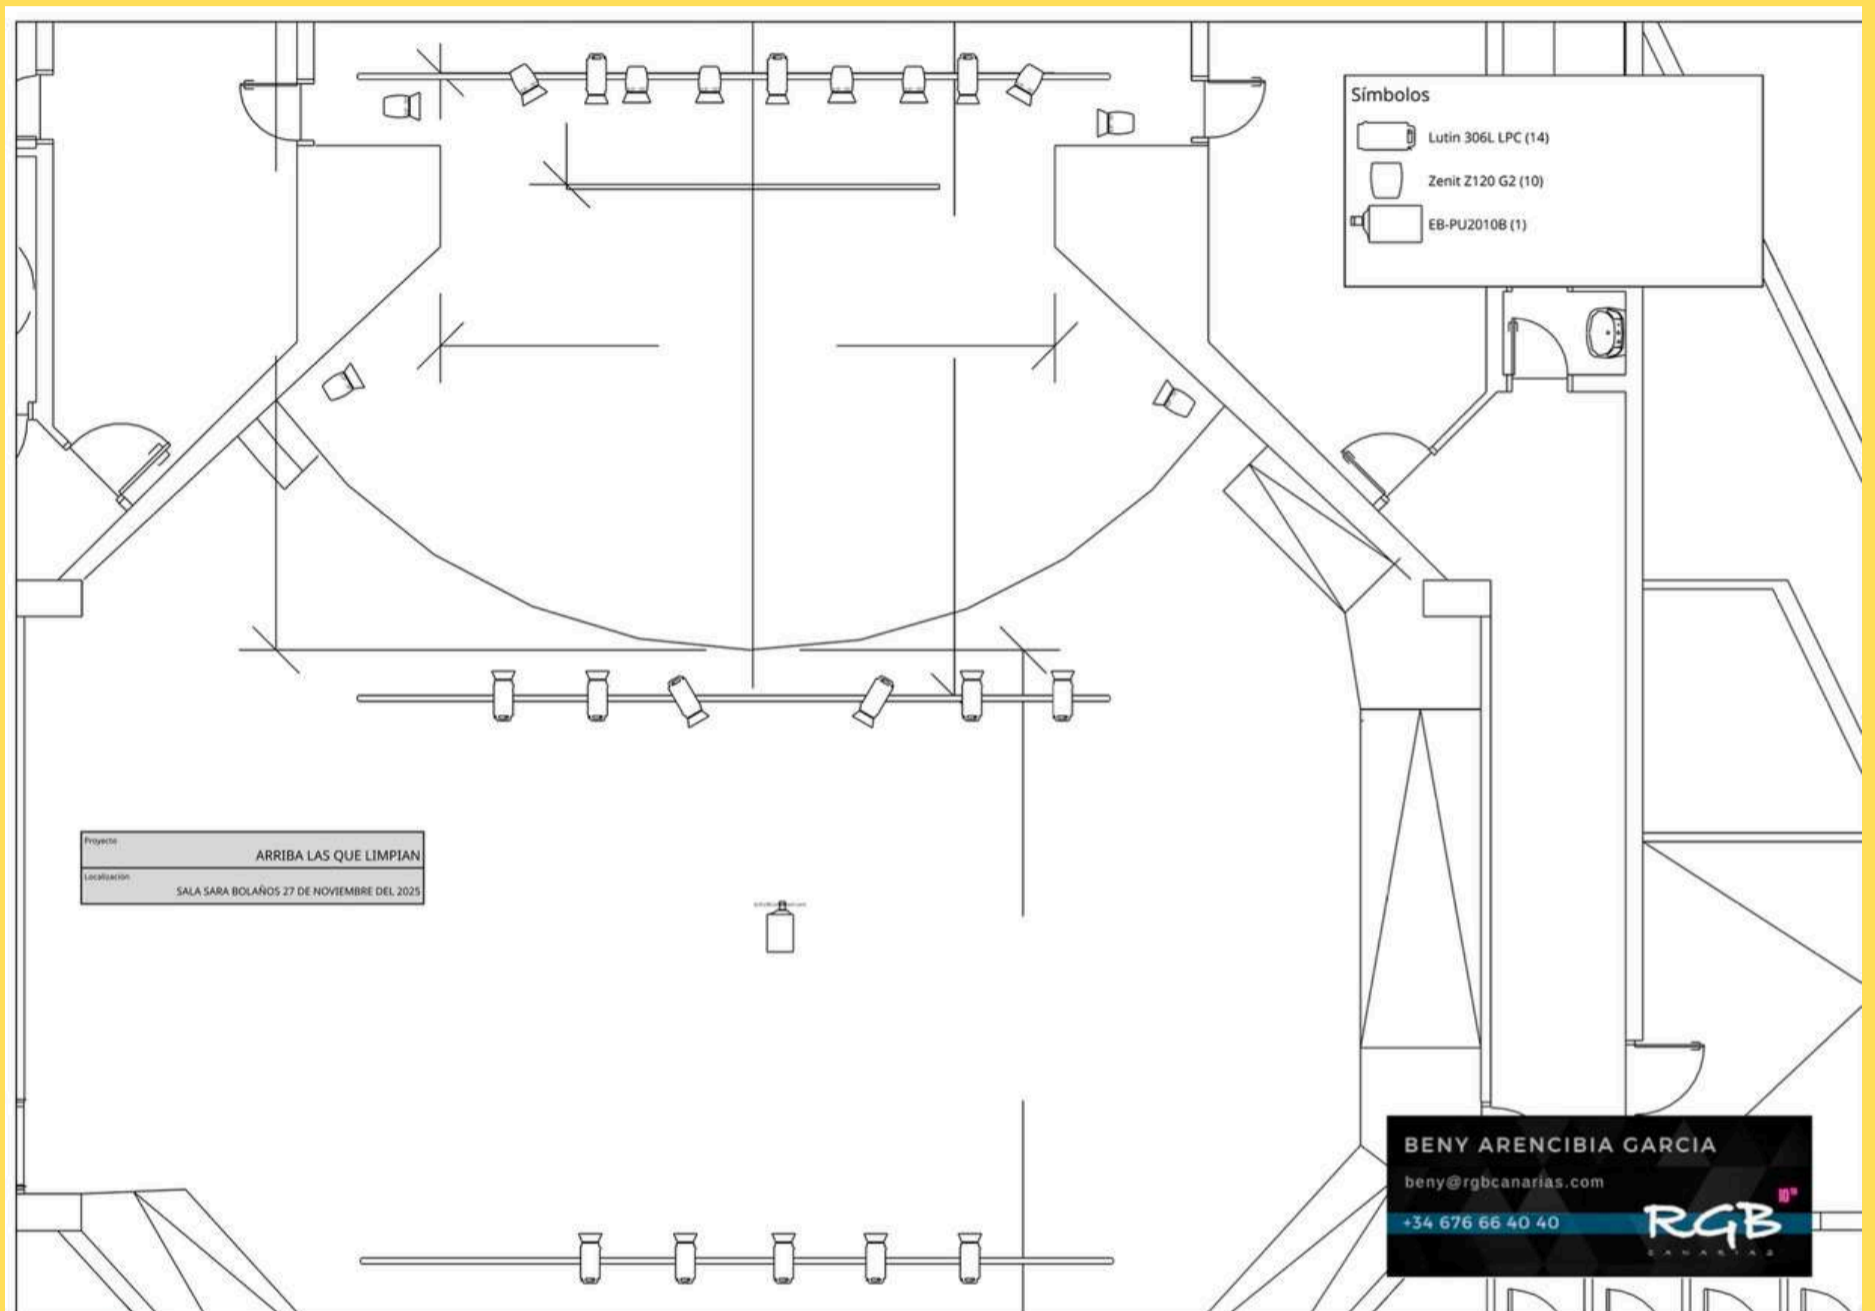 Símbolos
Lutin 306L LPC (14)
Zenit Z120 G2 (10)
EB-PU2010B (1)
Proyecto
ARRIBA LAS QUE LIMPIAN
Localización
SALA SARA BOLAÑOS 27 DE NOVIEMBRE DEL 2025
BENY ARENCIBIA GARCIA
beny@rgbcanarias.com
+34 676 66 40 40
RGB
CANARIAS